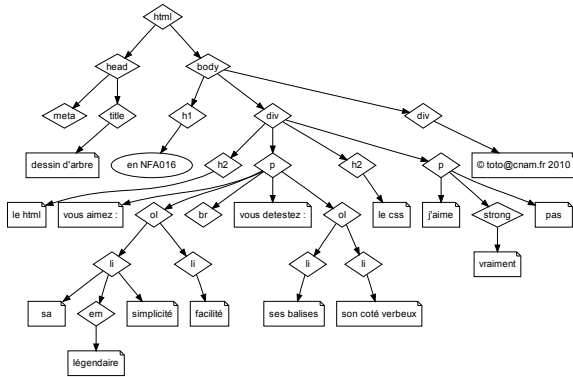 html
head body
meta title h1 div div
dessin d'arbre en NFA016 h2 p h2 p © toto@cnam.fr 2010
le html vous aimez : ol br vous detestez : ol le css j'aime strong pas
li li li li vraiment
sa em simplicité facilité ses balises son coté verbeux
légendaire